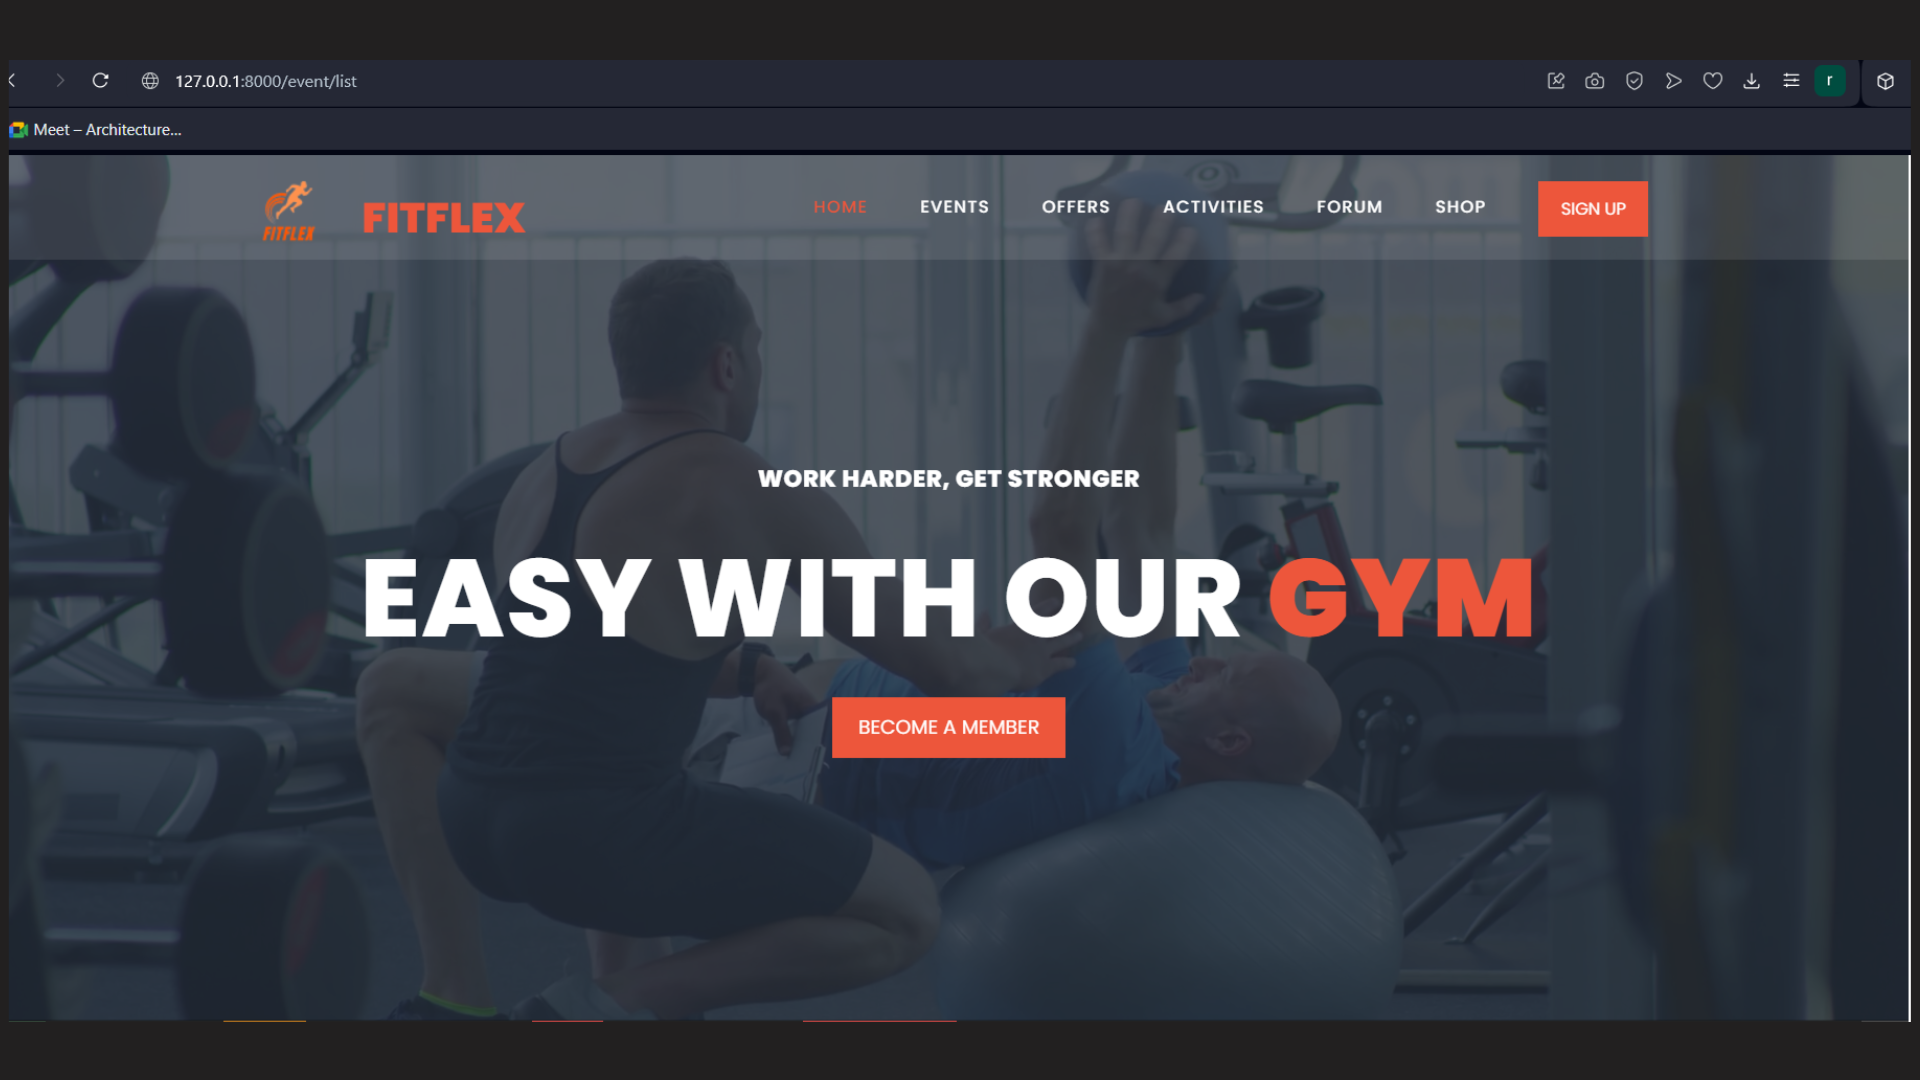 127.0.0.1:8000/event/list
r
Meet – Architecture...
FITFLEX
FITFLEX
HOME
EVENTS
OFFERS
ACTIVITIES
FORUM
SHOP
SIGN UP
WORK HARDER, GET STRONGER
EASY WITH OUR GYM
BECOME A MEMBER